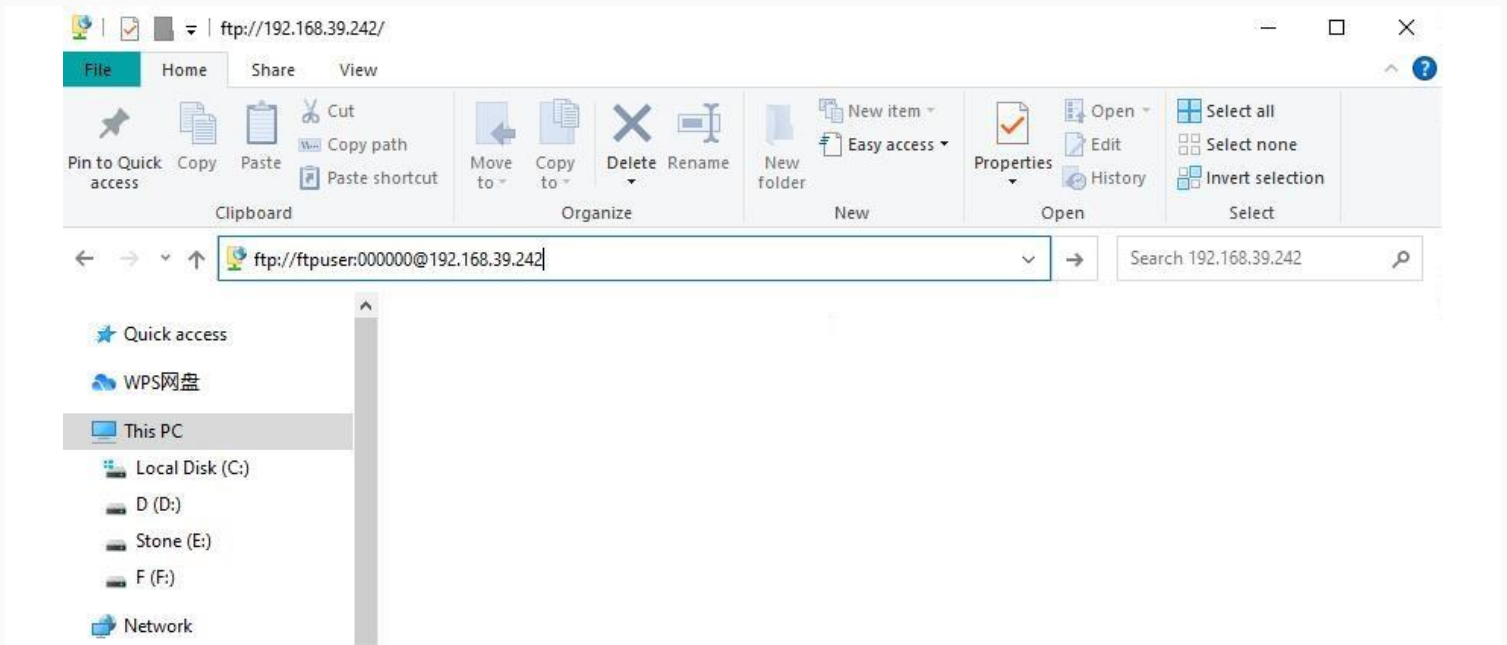 ftp://192.168.39.242/
File Home Share View
Pin to Quick access
Copy
Paste
Cut
Copy path
Paste shortcut
Clipboard
Move to
Copy to
Delete
Rename
Organize
New folder
New item
Easy access
New
Properties
Open
Edit
History
Open
Select all
Select none
Invert selection
Select
ftp://ftpuser:000000@192.168.39.242
Search 192.168.39.242
Quick access
WPS网盘
This PC
Local Disk (C:)
D (D:)
Stone (E:)
F (F:)
Network